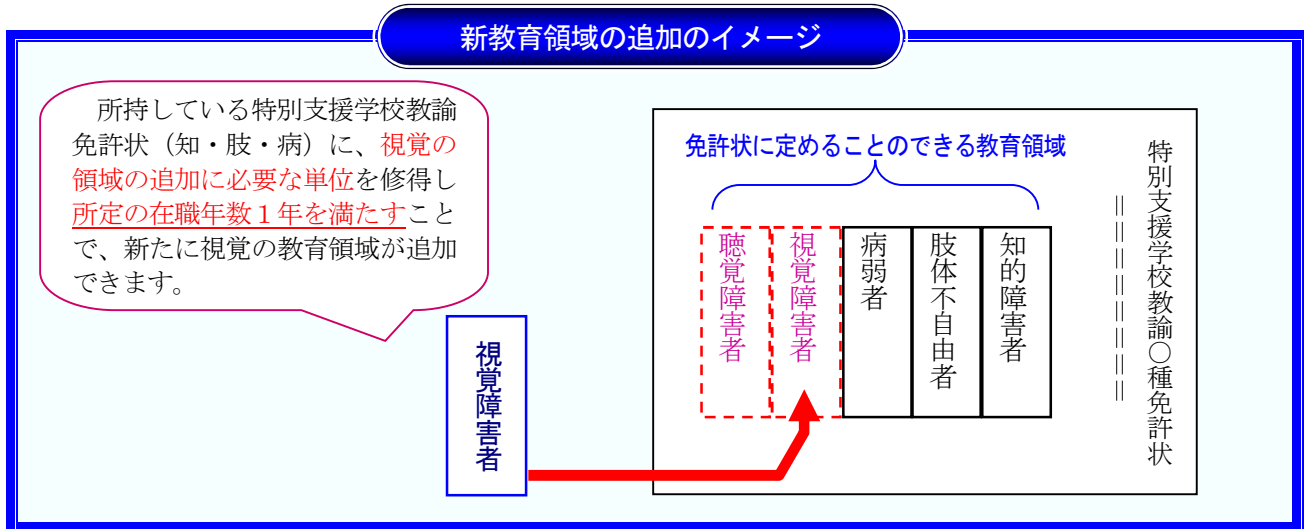 新教育領域の追加のイメージ
所持している特別支援学校教諭
免許状（知・肢・病）に、視覚の
領域の追加に必要な単位を修得し
所定の在職年数１年を満たすこと
で、新たに視覚の教育領域が追加
できます。
視覚障害者
免許状に定めることのできる教育領域
特別支援学校教諭〇種免許状
＝＝＝＝＝＝＝＝
知的障害者
肢体不自由者
病弱者
視覚障害者
聴覚障害者